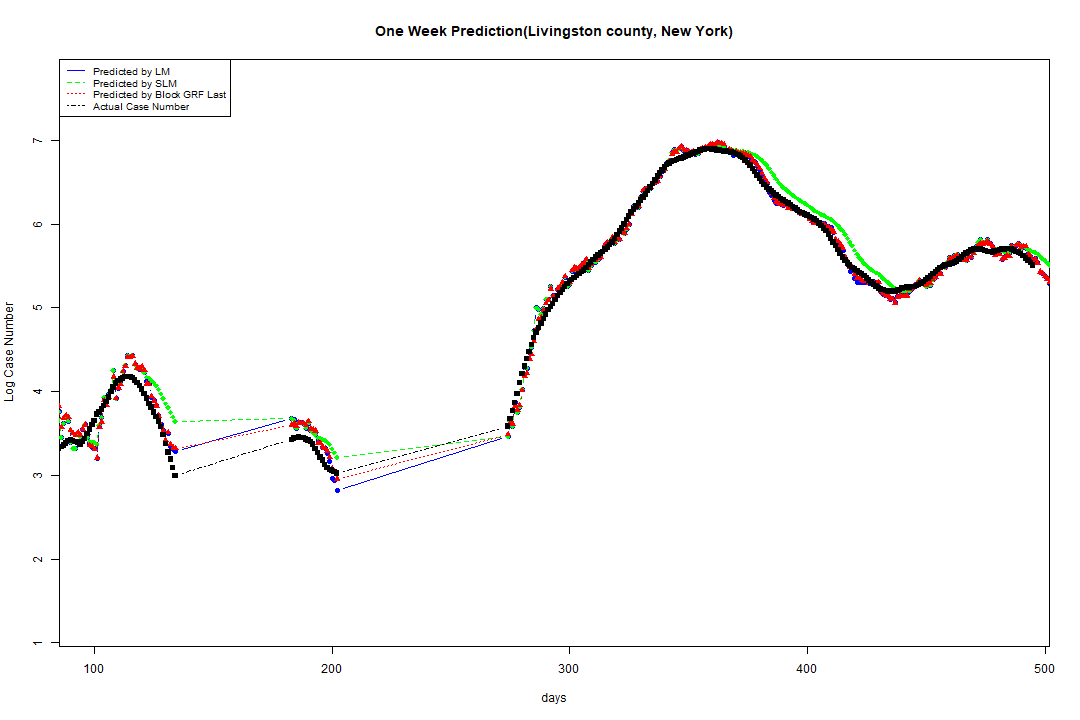 One Week Prediction(Livingston county, New York)
Predicted by LM
Predicted by SLM
Predicted by Block GRF Last
Actual Case Number
Log Case Number
7
6
5
4
3
2
1
100 200 300 400 500
days